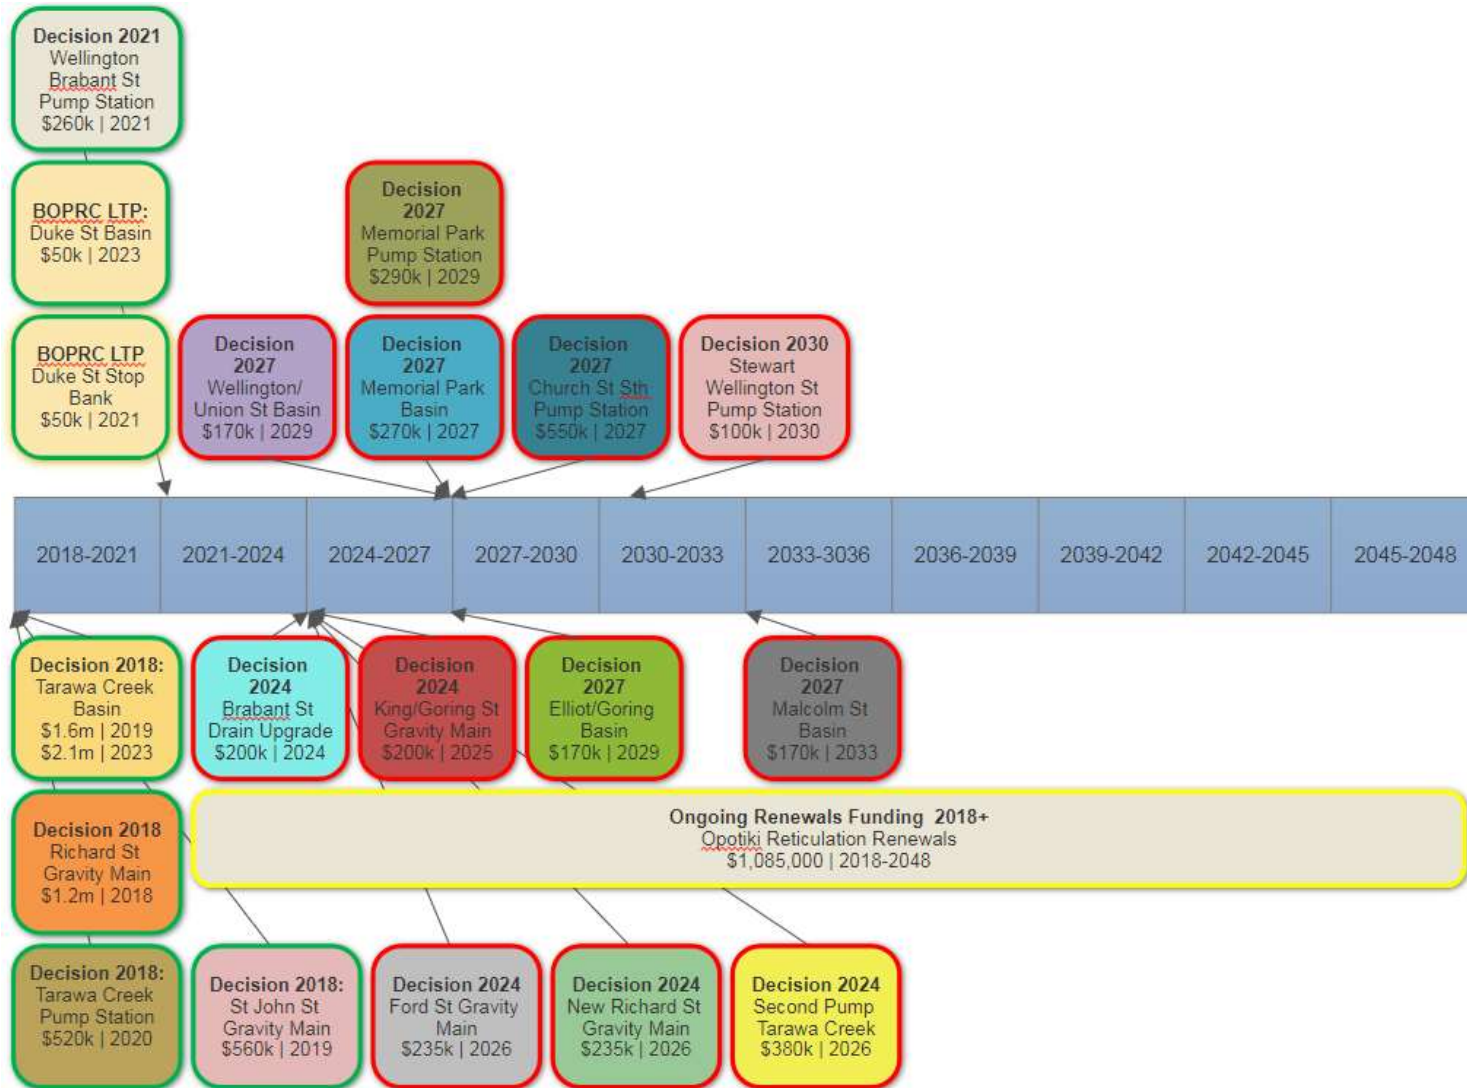 Decision 2021
Wellington
Brabant St
Pump Station
$260k | 2021
BOPRC LTP:
Duke St Basin
$50k | 2023
Decision
2027
Memorial Park
Pump Station
$290k | 2029
BOPRC LTP
Duke St Stop
Bank
$50k | 2021
Decision
2027
Wellington/
Union St Basin
$170k | 2029
Decision
2027
Memorial Park
Basin
$270k | 2027
Decision
2027
Church St Sth
Pump Station
$550k | 2027
Decision 2030
Stewart
Wellington St
Pump Station
$100k | 2030
2018-2021
2021-2024
2024-2027
2027-2030
2030-2033
2033-3036
2036-2039
2039-2042
2042-2045
2045-2048
Decision 2018:
Tarawa Creek
Basin
$1.6m | 2019
$2.1m | 2023
Decision
2024
Brabant St
Drain Upgrade
$200k | 2024
Decision
2024
King/Goring St
Gravity Main
$200k | 2025
Decision
2027
Elliot/Goring
Basin
$170k | 2029
Decision
2027
Malcolm St
Basin
$170k | 2033
Decision 2018
Richard St
Gravity Main
$1.2m | 2018
Ongoing Renewals Funding 2018+
Opotiki Reticulation Renewals
$1,085,000 | 2018-2048
Decision 2018:
Tarawa Creek
Pump Station
$520k | 2020
Decision 2018:
St John St
Gravity Main
$560k | 2019
Decision 2024
Ford St Gravity
Main
$235k | 2026
Decision 2024
New Richard St
Gravity Main
$235k | 2026
Decision 2024
Second Pump
Tarawa Creek
$380k | 2026